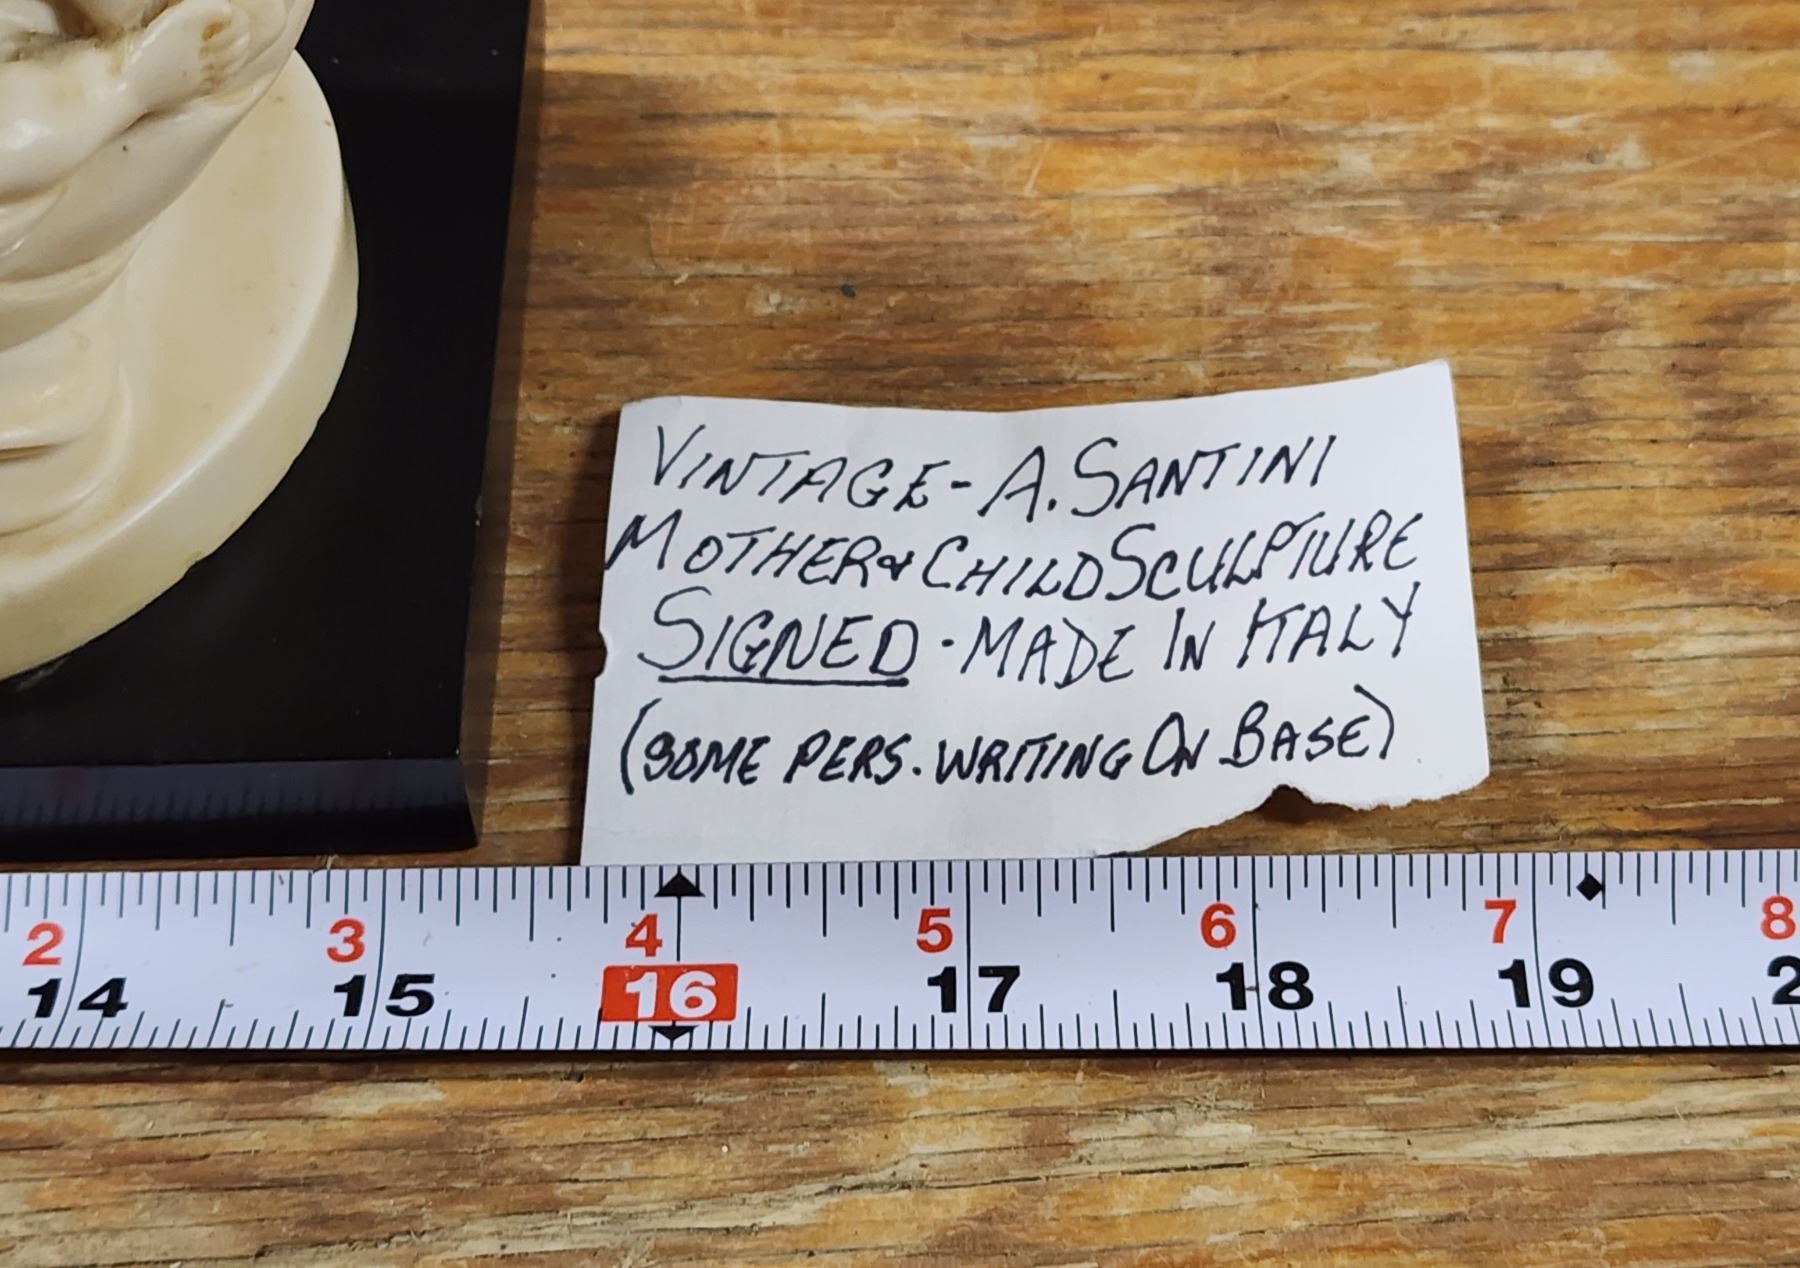 VINTAGE - A. SANTINI
MOTHER & CHILD SCULPTURE
SIGNED · MADE IN ITALY
(SOME PERS. WRITING ON BASE)
2 3 4 5 6 7 8
14 15 16 17 18 19 2